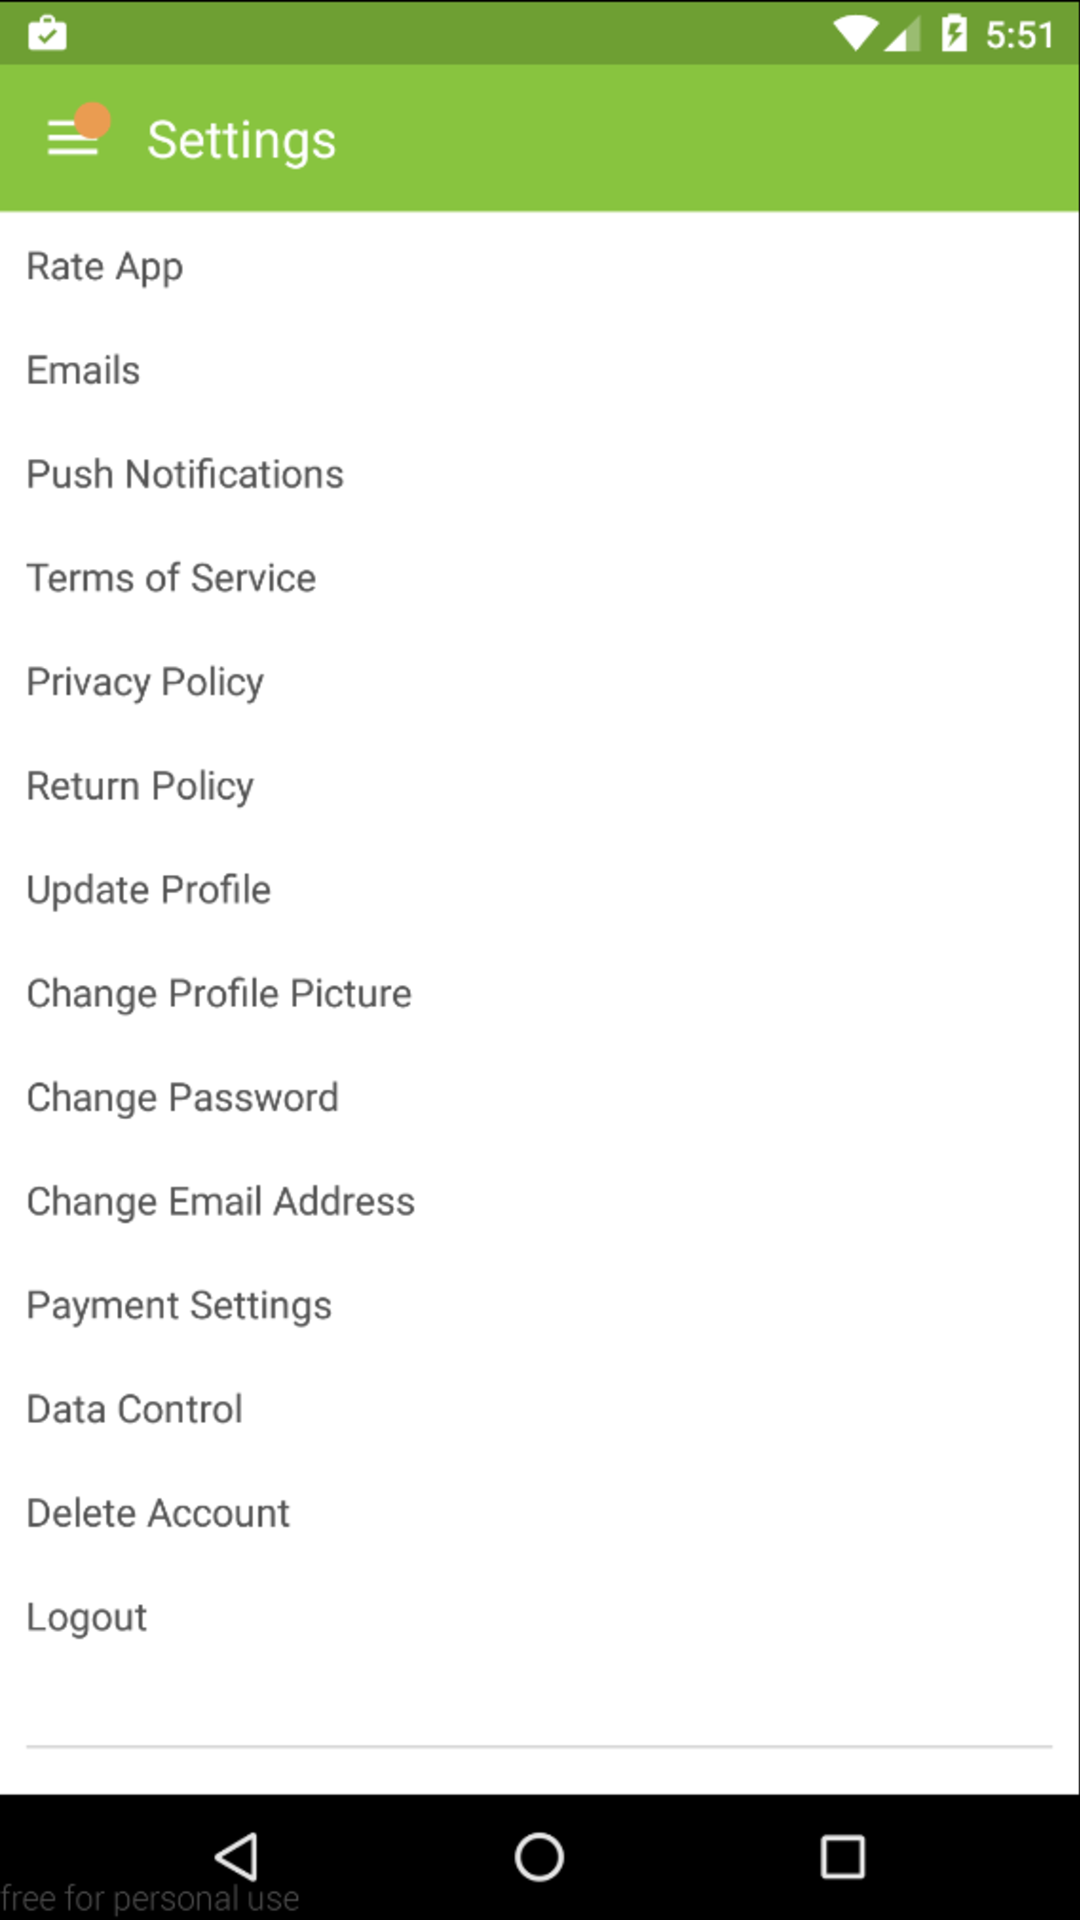 5:51
Settings
Rate App
Emails
Push Notifications
Terms of Service
Privacy Policy
Return Policy
Update Profile
Change Profile Picture
Change Password
Change Email Address
Payment Settings
Data Control
Delete Account
Logout
free for personal use